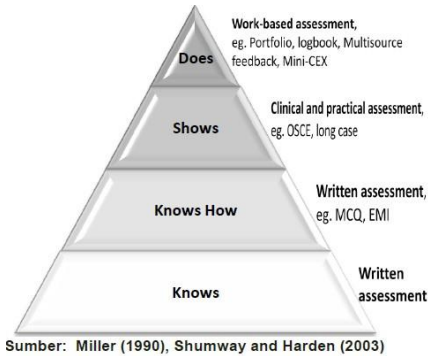 Work-based assessment,
eg. Portfolio, logbook, Multisource
feedback, Mini-CEX
Does
Clinical and practical assessment,
eg. OSCE, long case
Shows
Written assessment,
eg. MCQ, EMI
Knows How
Written
assessment
Knows
Sumber: Miller (1990), Shumway and Harden (2003)